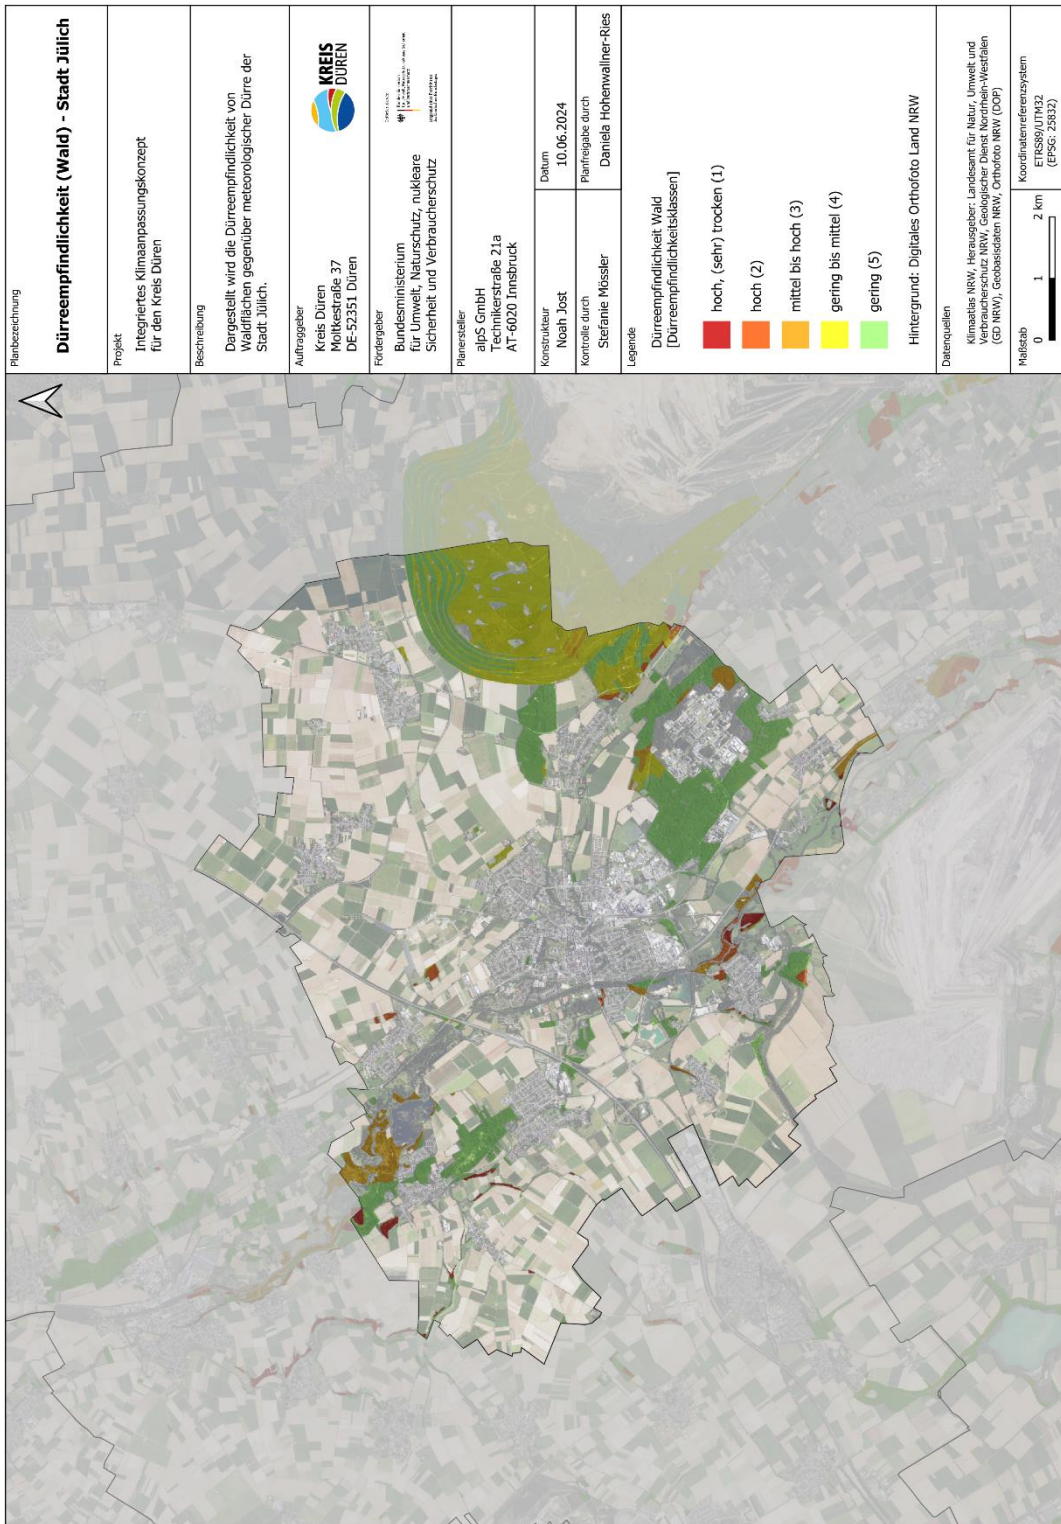 Planbezeichnung
Dürreempfindlichkeit (Wald) - Stadt Jülich
Projekt
Integriertes Klimaanpassungskonzept
für den Kreis Düren
Beschreibung
Dargestellt wird die Dürreempfindlichkeit von
Waldflächen gegenüber meteorologischer Dürre der
Stadt Jülich.
Auftraggeber
Kreis Düren
Moltkestraße 37
DE-52351 Düren
KREIS
DÜREN
Fördergeber
Bundesministerium
für Umwelt, Naturschutz, nukleare
Sicherheit und Verbraucherschutz
Planersteller
alpS GmbH
Technikerstraße 21a
AT-6020 Innsbruck
Konstrukteur
Noah Jost
Datum
10.06.2024
Kontrolle durch
Stefanie Mössler
Planfreigabe durch
Daniela Hohenwallner-Ries
Legende
Dürreempfindlichkeit Wald
[Dürreempfindlichkeitsklassen]
hoch, (sehr) trocken (1)
hoch (2)
mittel bis hoch (3)
gering bis mittel (4)
gering (5)
Hintergrund: Digitales Orthofoto Land NRW
Datenquellen
Klimaatlas NRW, Herausgeber: Landesamt für Natur, Umwelt und
Verbraucherschutz NRW, Geologischer Dienst Nordrhein-Westfalen
(GD NRW), Geobasisdaten NRW, Orthofoto NRW (DOP)
Maßstab
0 1 2 km
Koordinatenreferenzsystem
ETRS89/UTM32
(EPSG: 25832)